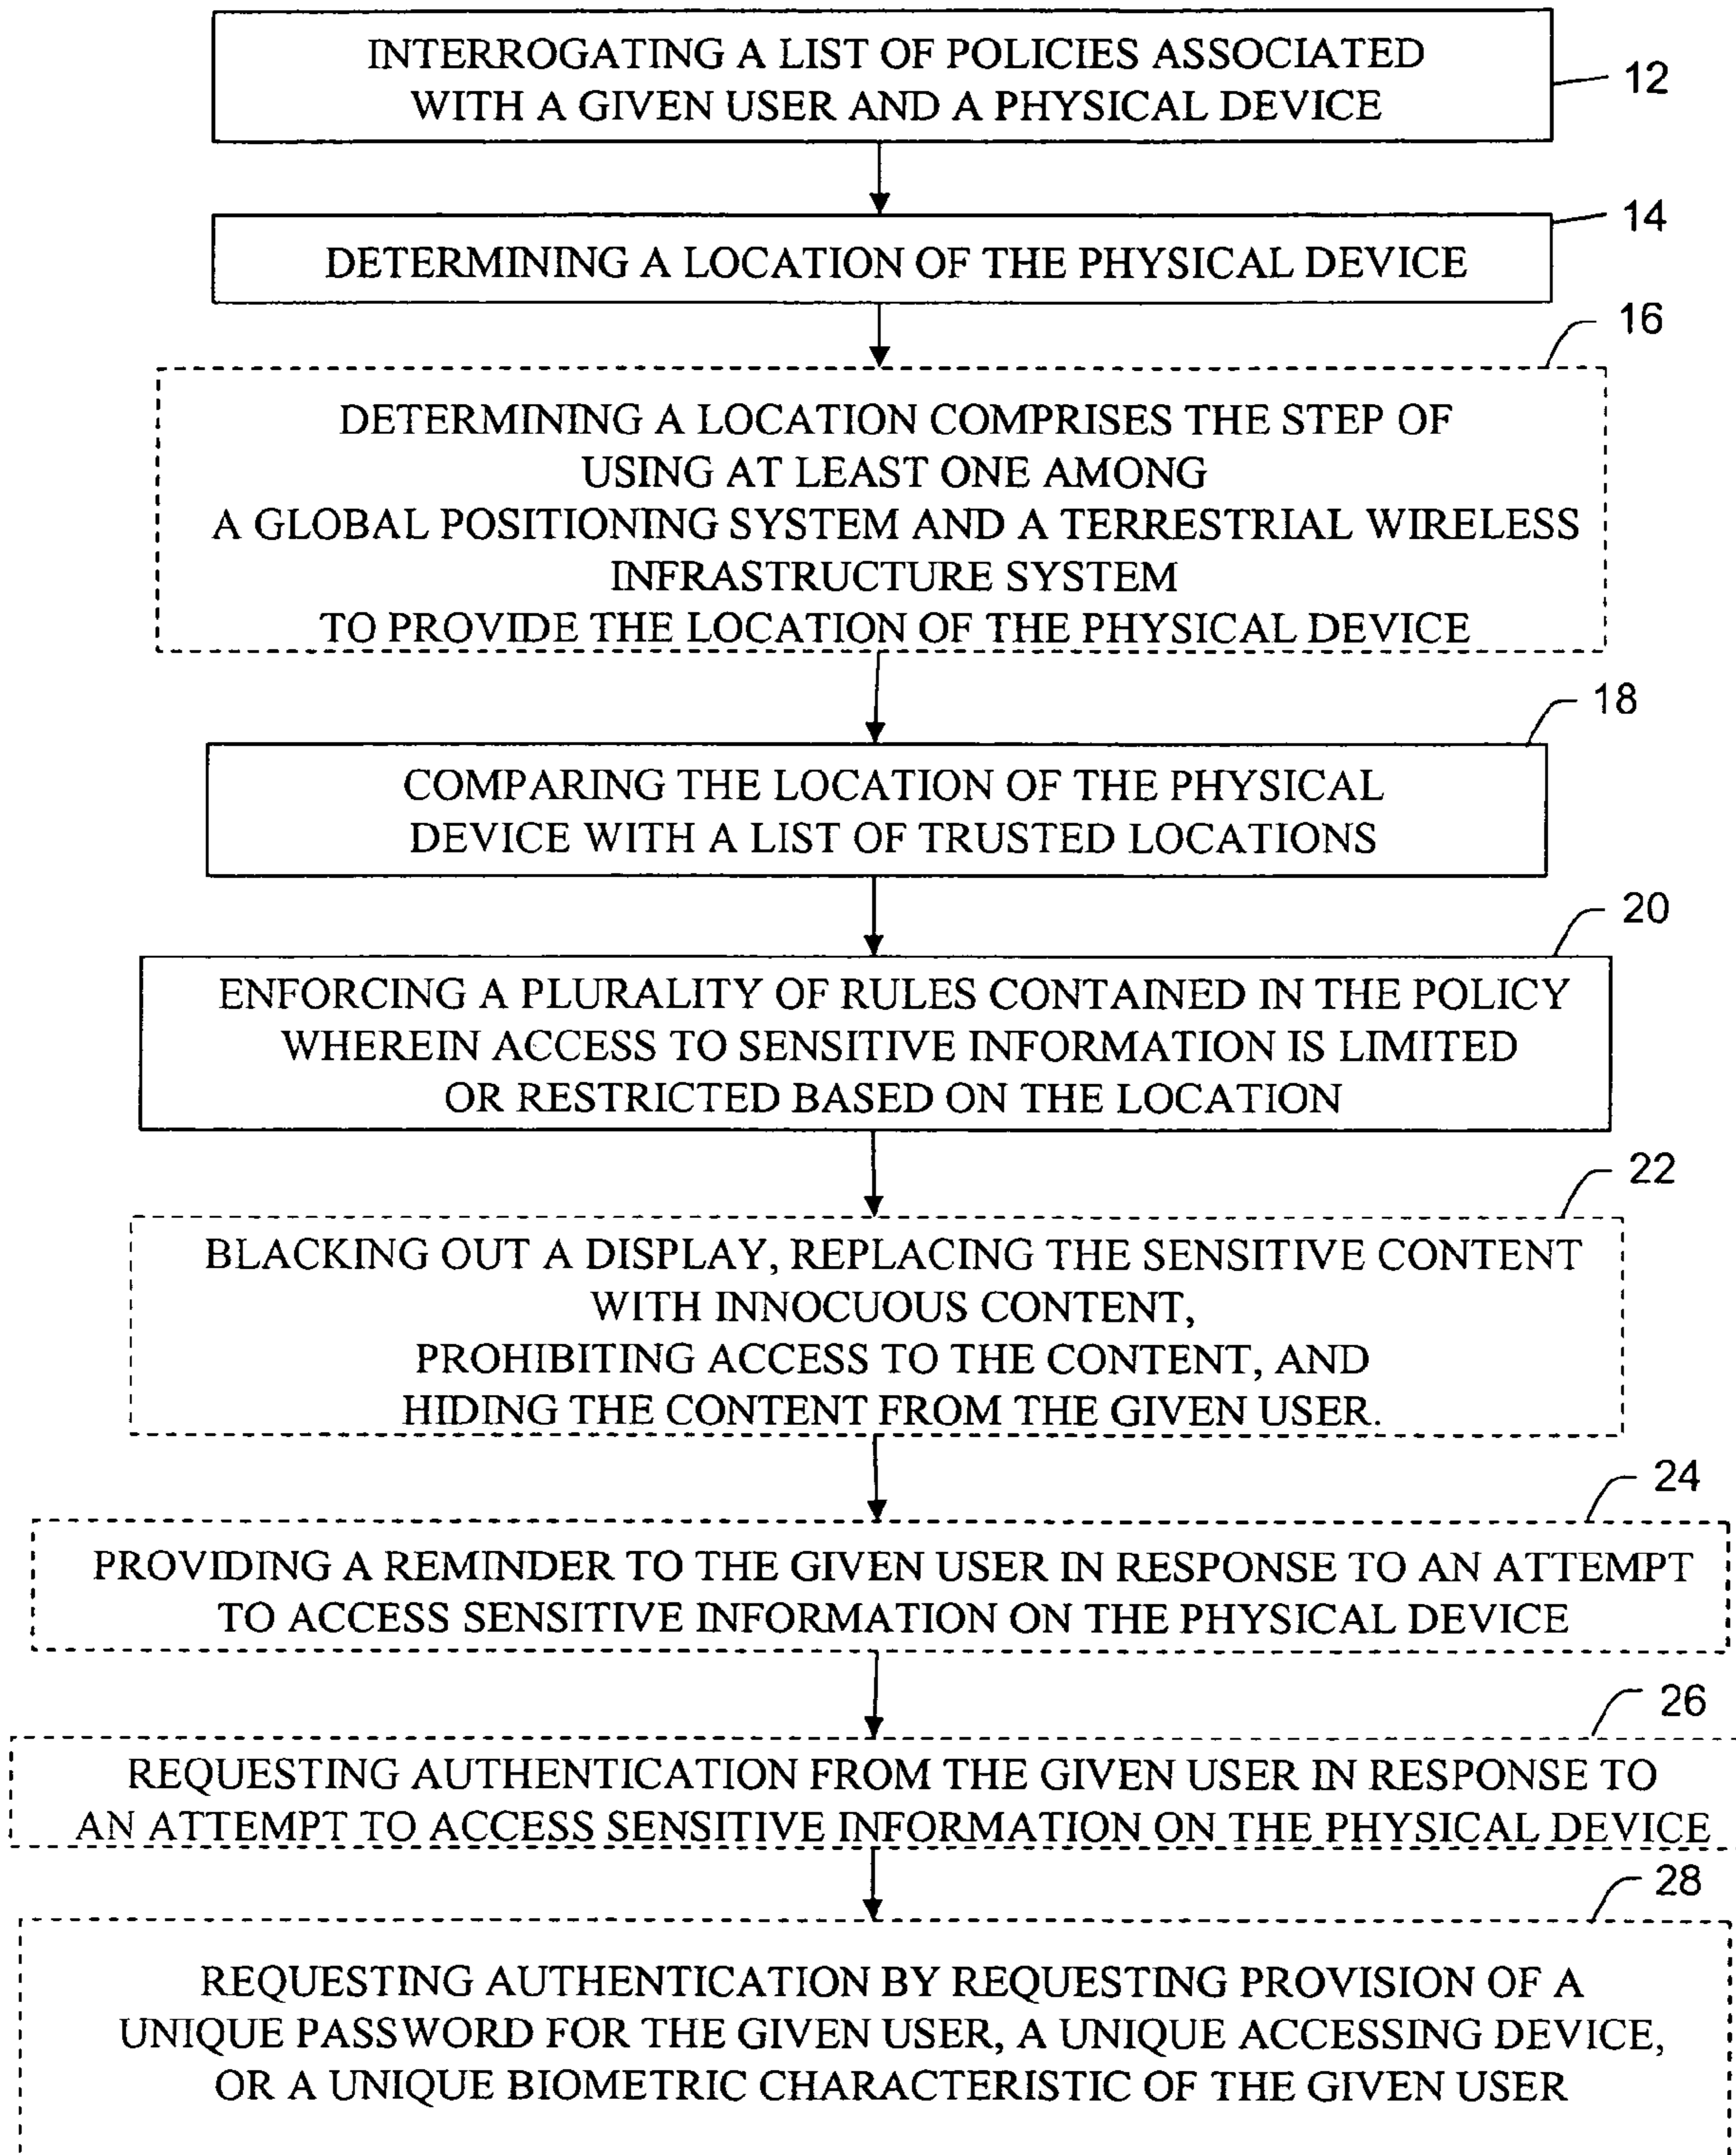 INTERROGATING A LIST OF POLICIES ASSOCIATED
WITH A GIVEN USER AND A PHYSICAL DEVICE
12
DETERMINING A LOCATION OF THE PHYSICAL DEVICE
14
16
DETERMINING A LOCATION COMPRISES THE STEP OF
USING AT LEAST ONE AMONG
A GLOBAL POSITIONING SYSTEM AND A TERRESTRIAL WIRELESS
INFRASTRUCTURE SYSTEM
TO PROVIDE THE LOCATION OF THE PHYSICAL DEVICE
18
COMPARING THE LOCATION OF THE PHYSICAL
DEVICE WITH A LIST OF TRUSTED LOCATIONS
20
ENFORCING A PLURALITY OF RULES CONTAINED IN THE POLICY
WHEREIN ACCESS TO SENSITIVE INFORMATION IS LIMITED
OR RESTRICTED BASED ON THE LOCATION
22
BLACKING OUT A DISPLAY, REPLACING THE SENSITIVE CONTENT
WITH INNOCUOUS CONTENT,
PROHIBITING ACCESS TO THE CONTENT, AND
HIDING THE CONTENT FROM THE GIVEN USER.
24
PROVIDING A REMINDER TO THE GIVEN USER IN RESPONSE TO AN ATTEMPT
TO ACCESS SENSITIVE INFORMATION ON THE PHYSICAL DEVICE
26
REQUESTING AUTHENTICATION FROM THE GIVEN USER IN RESPONSE TO
AN ATTEMPT TO ACCESS SENSITIVE INFORMATION ON THE PHYSICAL DEVICE
28
REQUESTING AUTHENTICATION BY REQUESTING PROVISION OF A
UNIQUE PASSWORD FOR THE GIVEN USER, A UNIQUE ACCESSING DEVICE,
OR A UNIQUE BIOMETRIC CHARACTERISTIC OF THE GIVEN USER